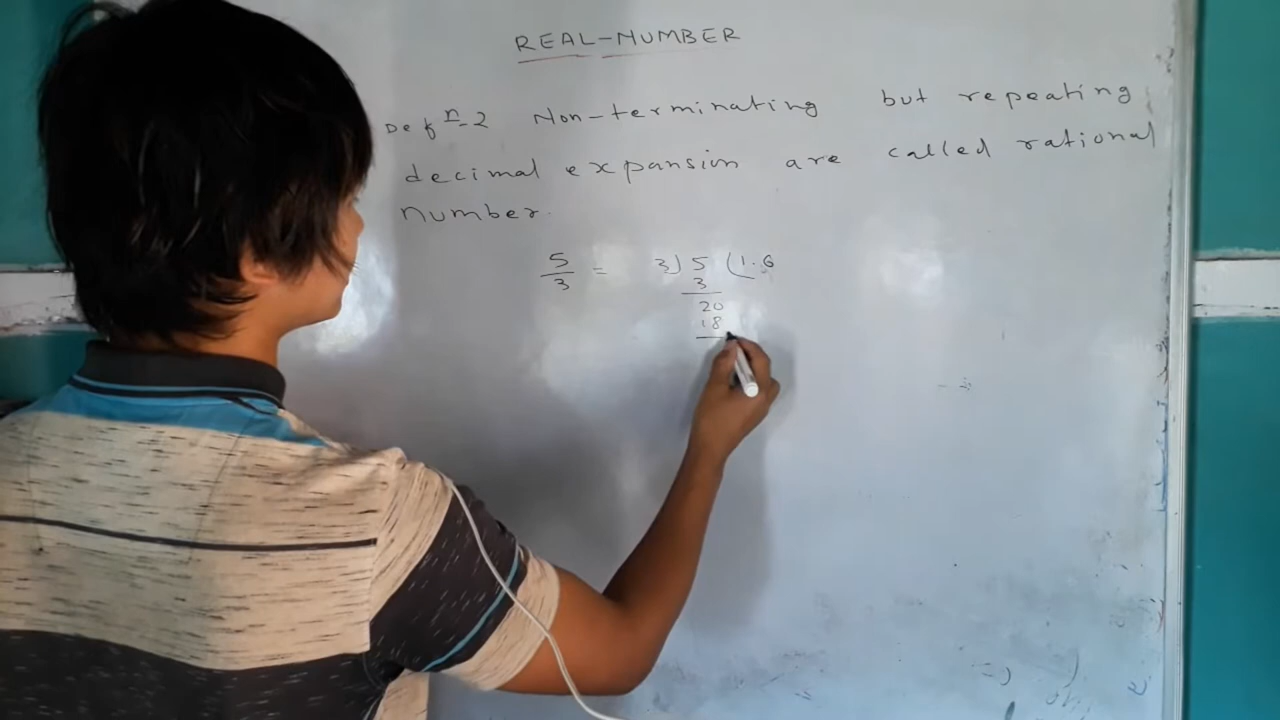 REAL-NUMBER
Def n-2 Non-terminating but repeating
decimal expansion are called rational
number.
5/3 = 3) 5 (1.6
3
20
18